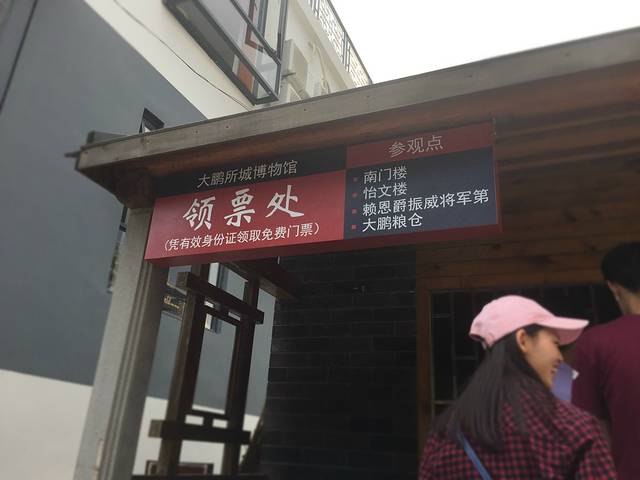 大鹏所城博物馆
领票处
(凭有效身份证领取免费门票)
参观点
南门楼
怡文楼
赖恩爵振威将军第
大鹏粮仓